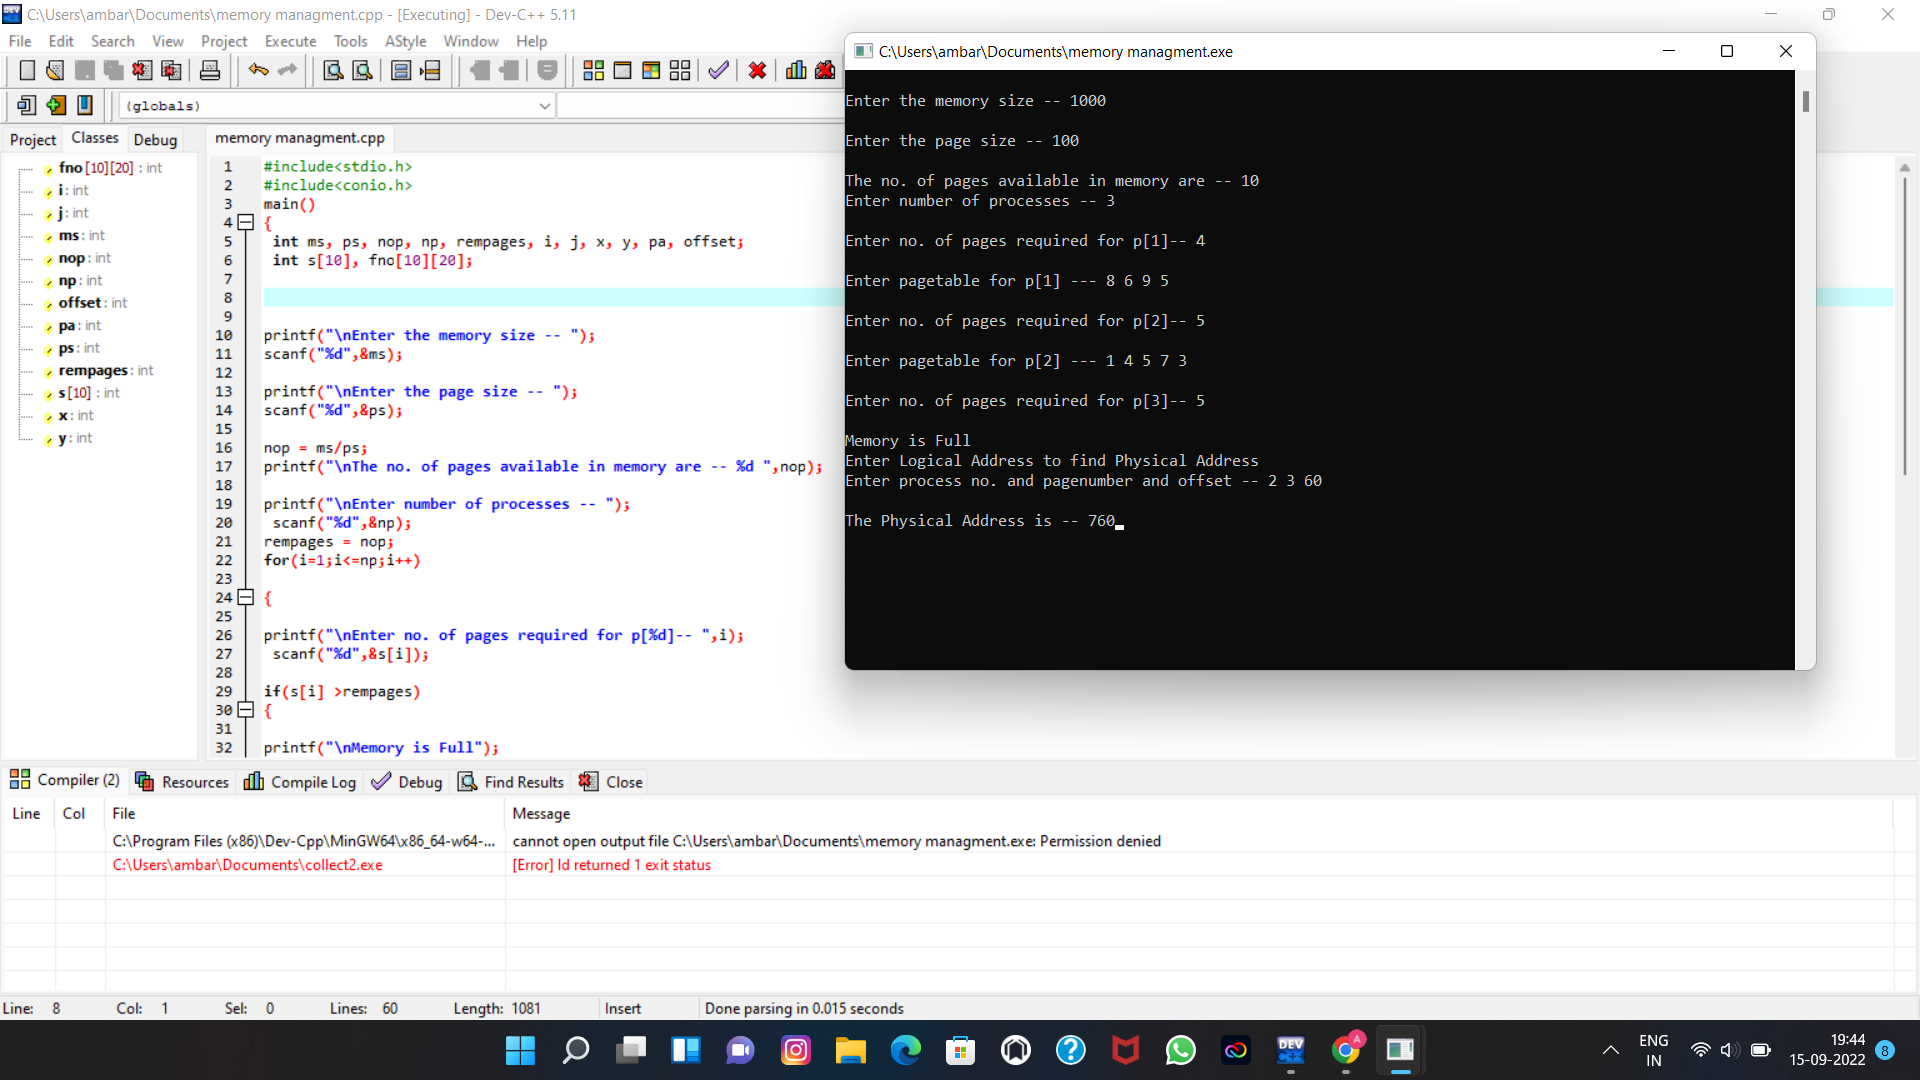 C:\Users\ambar\Documents\memory managment.cpp - [Executing] - Dev-C++ 5.11
File Edit Search View Project Execute Tools AStyle Window Help
(globals)
Project Classes Debug
fno [10][20] : int
i : int
j : int
ms : int
nop : int
np : int
offset : int
pa : int
ps : int
rempages : int
s [10] : int
x : int
y : int
memory managment.cpp
1 #include<stdio.h>
2 #include<conio.h>
3 main()
4 {
5 int ms, ps, nop, np, rempages, i, j, x, y, pa, offset;
6 int s[10], fno[10][20];
7
8
9
10 printf("\nEnter the memory size -- ");
11 scanf("%d",&ms);
12
13 printf("\nEnter the page size -- ");
14 scanf("%d",&ps);
15
16 nop = ms/ps;
17 printf("\nThe no. of pages available in memory are -- %d ",nop);
18
19 printf("\nEnter number of processes -- ");
20 scanf("%d",&np);
21 rempages = nop;
22 for(i=1;i<=np;i++)
23
24 {
25
26 printf("\nEnter no. of pages required for p[%d]-- ",i);
27 scanf("%d",&s[i]);
28
29 if(s[i] >rempages)
30 {
31
32 printf("\nMemory is Full");
C:\Users\ambar\Documents\memory managment.exe
Enter the memory size -- 1000
Enter the page size -- 100
The no. of pages available in memory are -- 10
Enter number of processes -- 3
Enter no. of pages required for p[1]-- 4
Enter pagetable for p[1] --- 8 6 9 5
Enter no. of pages required for p[2]-- 5
Enter pagetable for p[2] --- 1 4 5 7 3
Enter no. of pages required for p[3]-- 5
Memory is Full
Enter Logical Address to find Physical Address
Enter process no. and pagenumber and offset -- 2 3 60
The Physical Address is -- 760
Compiler (2) Resources Compile Log Debug Find Results Close
Line Col File Message
C:\Program Files (x86)\Dev-Cpp\MinGW64\x86_64-w64-... cannot open output file C:\Users\ambar\Documents\memory managment.exe: Permission denied
C:\Users\ambar\Documents\collect2.exe [Error] ld returned 1 exit status
Line: 8 Col: 1 Sel: 0 Lines: 60 Length: 1081 Insert Done parsing in 0.015 seconds
DEV C++
A
ENG
IN
19:44
15-09-2022
8